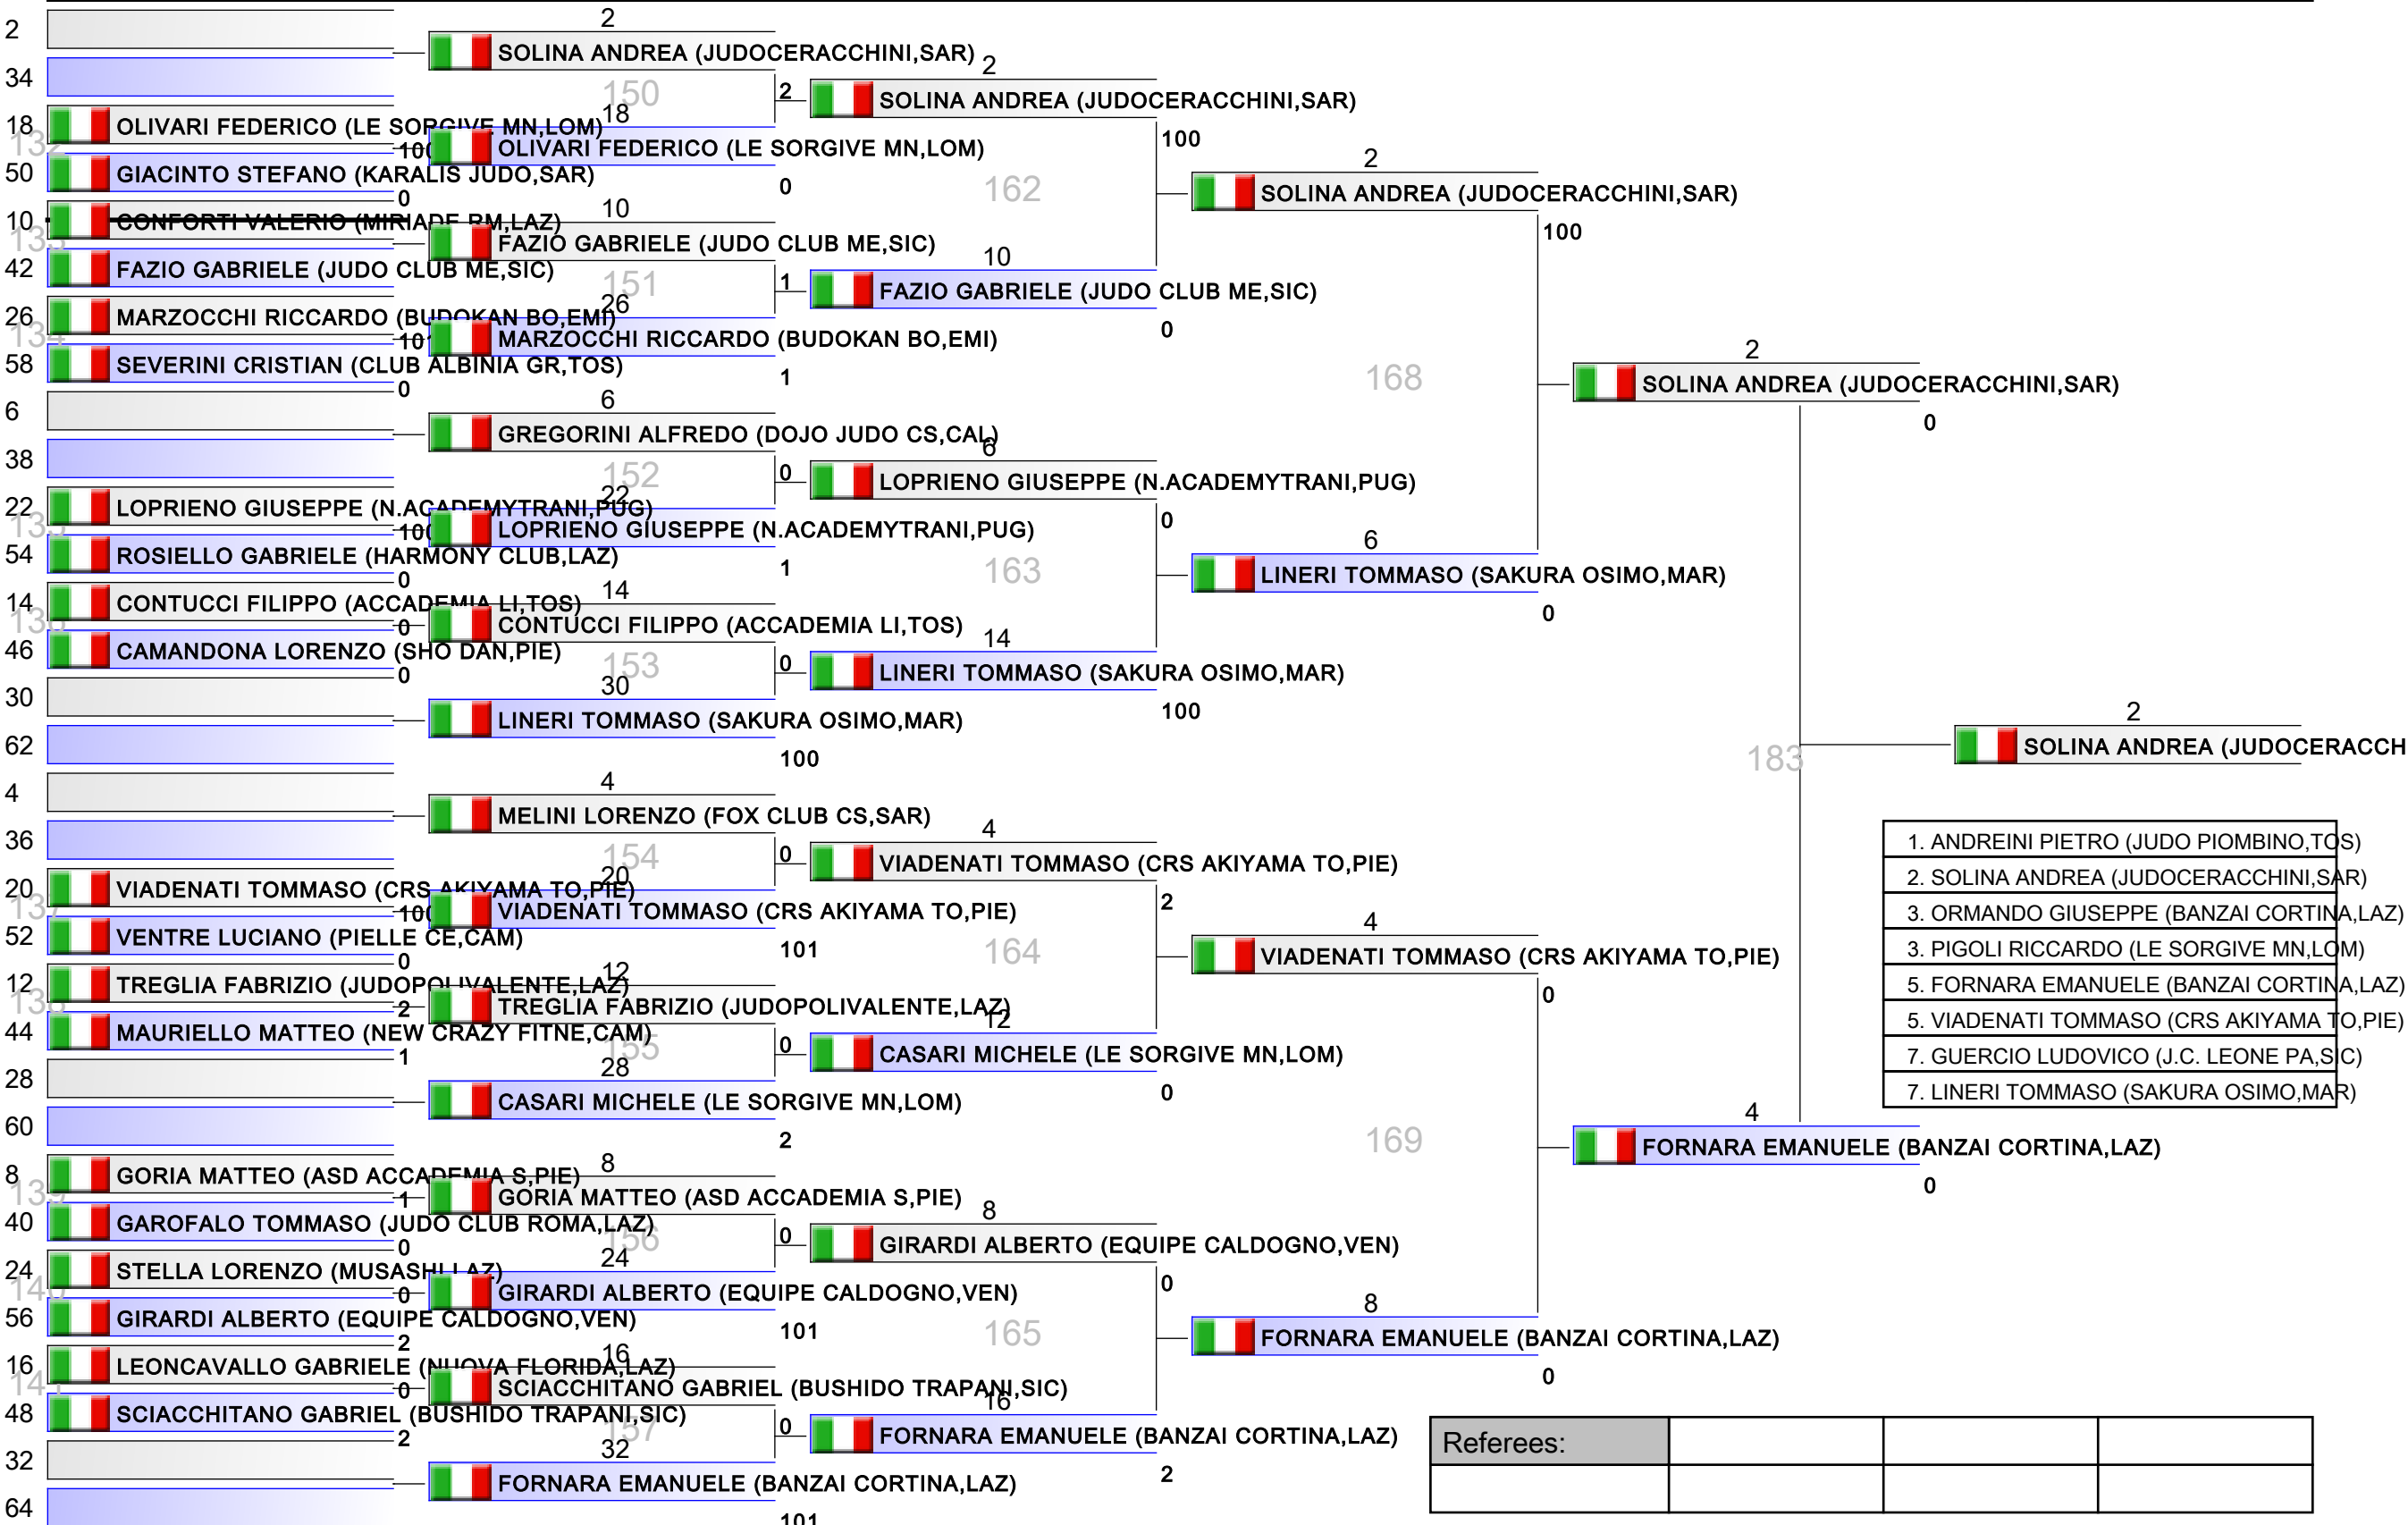 2
34
18 OLIVARI FEDERICO (LE SORGIVE MN,LOM)
100
50 GIACINTO STEFANO (KARALIS JUDO,SAR)
0
10 CONFORTI VALERIO (MIRIADE RM,LAZ)
42 FAZIO GABRIELE (JUDO CLUB ME,SIC)
26 MARZOCCHI RICCARDO (BUDOKAN BO,EMI)
101
58 SEVERINI CRISTIAN (CLUB ALBINIA GR,TOS)
0
6
38
22 LOPRIENO GIUSEPPE (N.ACADEMYTRANI,PUG)
100
54 ROSIELLO GABRIELE (HARMONY CLUB,LAZ)
0
14 CONTUCCI FILIPPO (ACCADEMIA LI,TOS)
0
46 CAMANDONA LORENZO (SHO DAN,PIE)
0
30
62
4
36
20 VIADENATI TOMMASO (CRS AKIYAMA TO,PIE)
100
52 VENTRE LUCIANO (PIELLE CE,CAM)
0
12 TREGLIA FABRIZIO (JUDOPOLIVALENTE,LAZ)
2
44 MAURIELLO MATTEO (NEW CRAZY FITNE,CAM)
1
28
60
8 GORIA MATTEO (ASD ACCADEMIA S,PIE)
139
1
40 GAROFALO TOMMASO (JUDO CLUB ROMA,LAZ)
0
24 STELLA LORENZO (MUSASHI,LAZ)
140
0
56 GIRARDI ALBERTO (EQUIPE CALDOGNO,VEN)
2
16 LEONCAVALLO GABRIELE (NUOVA FLORIDA,LAZ)
0
48 SCIACCHITANO GABRIEL (BUSHIDO TRAPANI,SIC)
2
32
64
2
SOLINA ANDREA (JUDOCERACCHINI,SAR)
150
2
18
OLIVARI FEDERICO (LE SORGIVE MN,LOM)
0
10
FAZIO GABRIELE (JUDO CLUB ME,SIC)
151
1
26
MARZOCCHI RICCARDO (BUDOKAN BO,EMI)
1
6
GREGORINI ALFREDO (DOJO JUDO CS,CAL)
152
0
22
LOPRIENO GIUSEPPE (N.ACADEMYTRANI,PUG)
1
14
CONTUCCI FILIPPO (ACCADEMIA LI,TOS)
153
0
30
LINERI TOMMASO (SAKURA OSIMO,MAR)
100
4
MELINI LORENZO (FOX CLUB CS,SAR)
154
0
20
VIADENATI TOMMASO (CRS AKIYAMA TO,PIE)
101
12
TREGLIA FABRIZIO (JUDOPOLIVALENTE,LAZ)
155
0
28
CASARI MICHELE (LE SORGIVE MN,LOM)
2
8
GORIA MATTEO (ASD ACCADEMIA S,PIE)
156
0
24
GIRARDI ALBERTO (EQUIPE CALDOGNO,VEN)
101
16
SCIACCHITANO GABRIEL (BUSHIDO TRAPANI,SIC)
157
0
32
FORNARA EMANUELE (BANZAI CORTINA,LAZ)
101
2
SOLINA ANDREA (JUDOCERACCHINI,SAR)
100
162
10
FAZIO GABRIELE (JUDO CLUB ME,SIC)
0
6
LOPRIENO GIUSEPPE (N.ACADEMYTRANI,PUG)
0
163
14
LINERI TOMMASO (SAKURA OSIMO,MAR)
100
4
VIADENATI TOMMASO (CRS AKIYAMA TO,PIE)
2
164
12
CASARI MICHELE (LE SORGIVE MN,LOM)
0
8
GIRARDI ALBERTO (EQUIPE CALDOGNO,VEN)
0
165
16
FORNARA EMANUELE (BANZAI CORTINA,LAZ)
2
2
SOLINA ANDREA (JUDOCERACCHINI,SAR)
100
168
6
LINERI TOMMASO (SAKURA OSIMO,MAR)
0
4
VIADENATI TOMMASO (CRS AKIYAMA TO,PIE)
0
169
8
FORNARA EMANUELE (BANZAI CORTINA,LAZ)
0
2
SOLINA ANDREA (JUDOCERACCHINI,SAR)
0
183
4
FORNARA EMANUELE (BANZAI CORTINA,LAZ)
0
2
SOLINA ANDREA (JUDOCERACCH
1. ANDREINI PIETRO (JUDO PIOMBINO,TOS)
2. SOLINA ANDREA (JUDOCERACCHINI,SAR)
3. ORMANDO GIUSEPPE (BANZAI CORTINA,LAZ)
3. PIGOLI RICCARDO (LE SORGIVE MN,LOM)
5. FORNARA EMANUELE (BANZAI CORTINA,LAZ)
5. VIADENATI TOMMASO (CRS AKIYAMA TO,PIE)
7. GUERCIO LUDOVICO (J.C. LEONE PA,SIC)
7. LINERI TOMMASO (SAKURA OSIMO,MAR)
Referees: